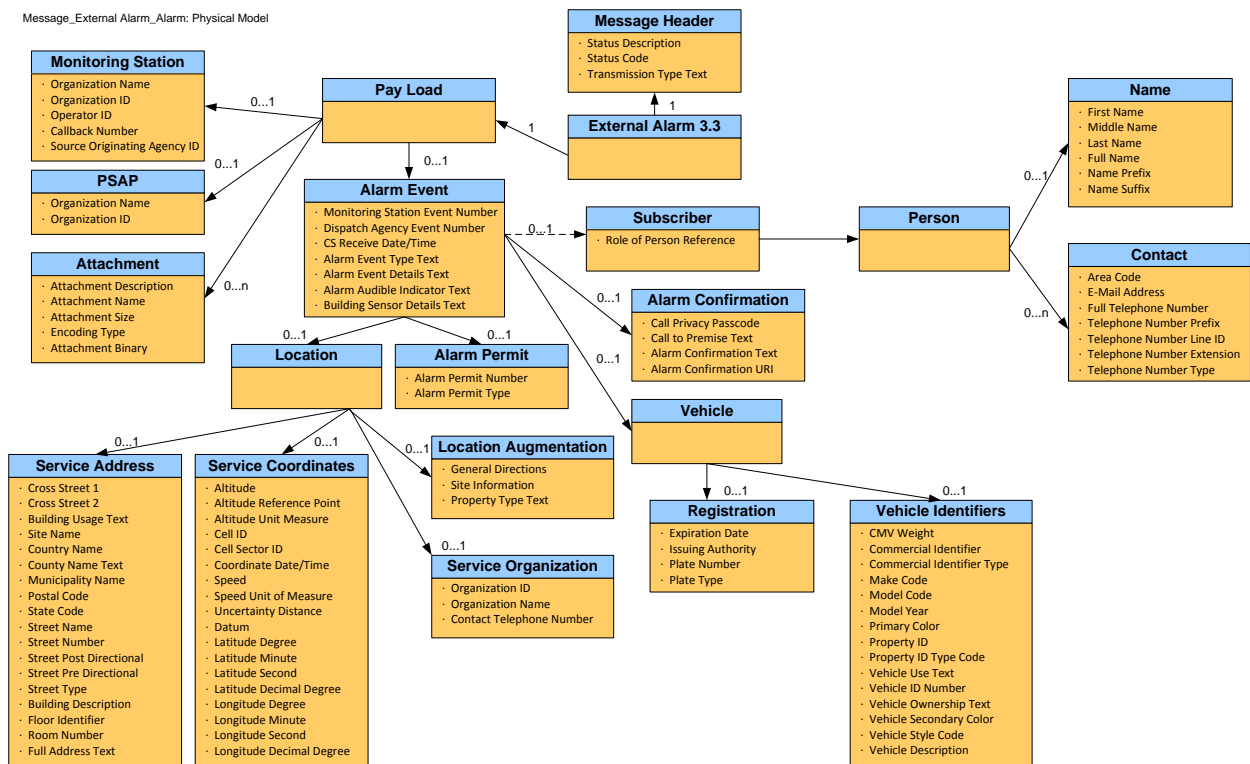 Message_External Alarm_Alarm: Physical Model
Message Header
· Status Description
· Status Code
· Transmission Type Text
Monitoring Station
· Organization Name
· Organization ID
· Operator ID
· Callback Number
· Source Originating Agency ID
0...1
Pay Load
1
1
External Alarm 3.3
Name
· First Name
· Middle Name
· Last Name
· Full Name
· Name Prefix
· Name Suffix
0...1
PSAP
· Organization Name
· Organization ID
0...1
0...1
Alarm Event
· Monitoring Station Event Number
· Dispatch Agency Event Number
· CS Receive Date/Time
· Alarm Event Type Text
· Alarm Event Details Text
· Alarm Audible Indicator Text
· Building Sensor Details Text
0...1
Subscriber
· Role of Person Reference
Person
Attachment
· Attachment Description
· Attachment Name
· Attachment Size
· Encoding Type
· Attachment Binary
0...n
Contact
· Area Code
· E-Mail Address
· Full Telephone Number
· Telephone Number Prefix
· Telephone Number Line ID
· Telephone Number Extension
· Telephone Number Type
0...n
0...1
Alarm Confirmation
· Call Privacy Passcode
· Call to Premise Text
· Alarm Confirmation Text
· Alarm Confirmation URI
0...1
0...1
Location
0...1
Alarm Permit
· Alarm Permit Number
· Alarm Permit Type
Vehicle
0...1
Service Address
· Cross Street 1
· Cross Street 2
· Building Usage Text
· Site Name
· Country Name
· County Name Text
· Municipality Name
· Postal Code
· State Code
· Street Name
· Street Number
· Street Post Directional
· Street Pre Directional
· Street Type
· Building Description
· Floor Identifier
· Room Number
· Full Address Text
0...1
Service Coordinates
· Altitude
· Altitude Reference Point
· Altitude Unit Measure
· Cell ID
· Cell Sector ID
· Coordinate Date/Time
· Speed
· Speed Unit of Measure
· Uncertainty Distance
· Datum
· Latitude Degree
· Latitude Minute
· Latitude Second
· Latitude Decimal Degree
· Longitude Degree
· Longitude Minute
· Longitude Second
· Longitude Decimal Degree
0...1
Location Augmentation
· General Directions
· Site Information
· Property Type Text
0...1
Service Organization
· Organization ID
· Organization Name
· Contact Telephone Number
0...1
Registration
· Expiration Date
· Issuing Authority
· Plate Number
· Plate Type
0...1
Vehicle Identifiers
· CMV Weight
· Commercial Identifier
· Commercial Identifier Type
· Make Code
· Model Code
· Model Year
· Primary Color
· Property ID
· Property ID Type Code
· Vehicle Use Text
· Vehicle ID Number
· Vehicle Ownership Text
· Vehicle Secondary Color
· Vehicle Style Code
· Vehicle Description